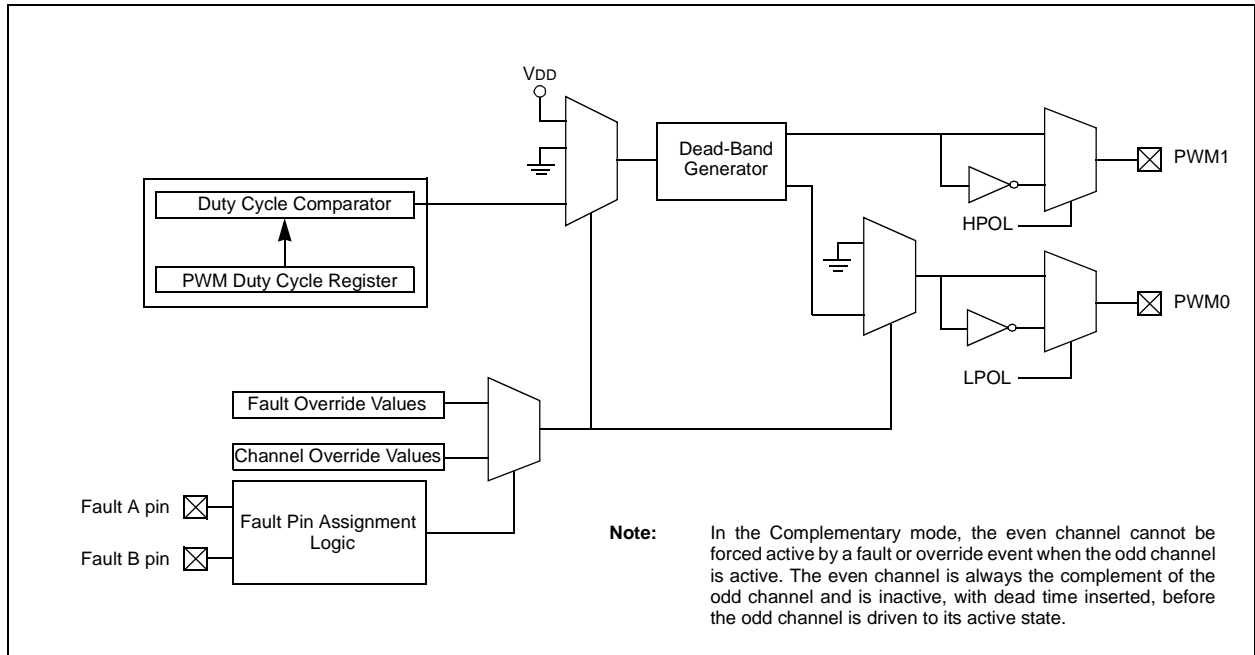 VDD
Dead-Band
Generator
PWM1
HPOL
Duty Cycle Comparator
PWM Duty Cycle Register
PWM0
LPOL
Fault Override Values
Channel Override Values
Fault A pin
Fault Pin Assignment
Logic
Fault B pin
Note: In the Complementary mode, the even channel cannot be
forced active by a fault or override event when the odd channel
is active. The even channel is always the complement of the
odd channel and is inactive, with dead time inserted, before
the odd channel is driven to its active state.